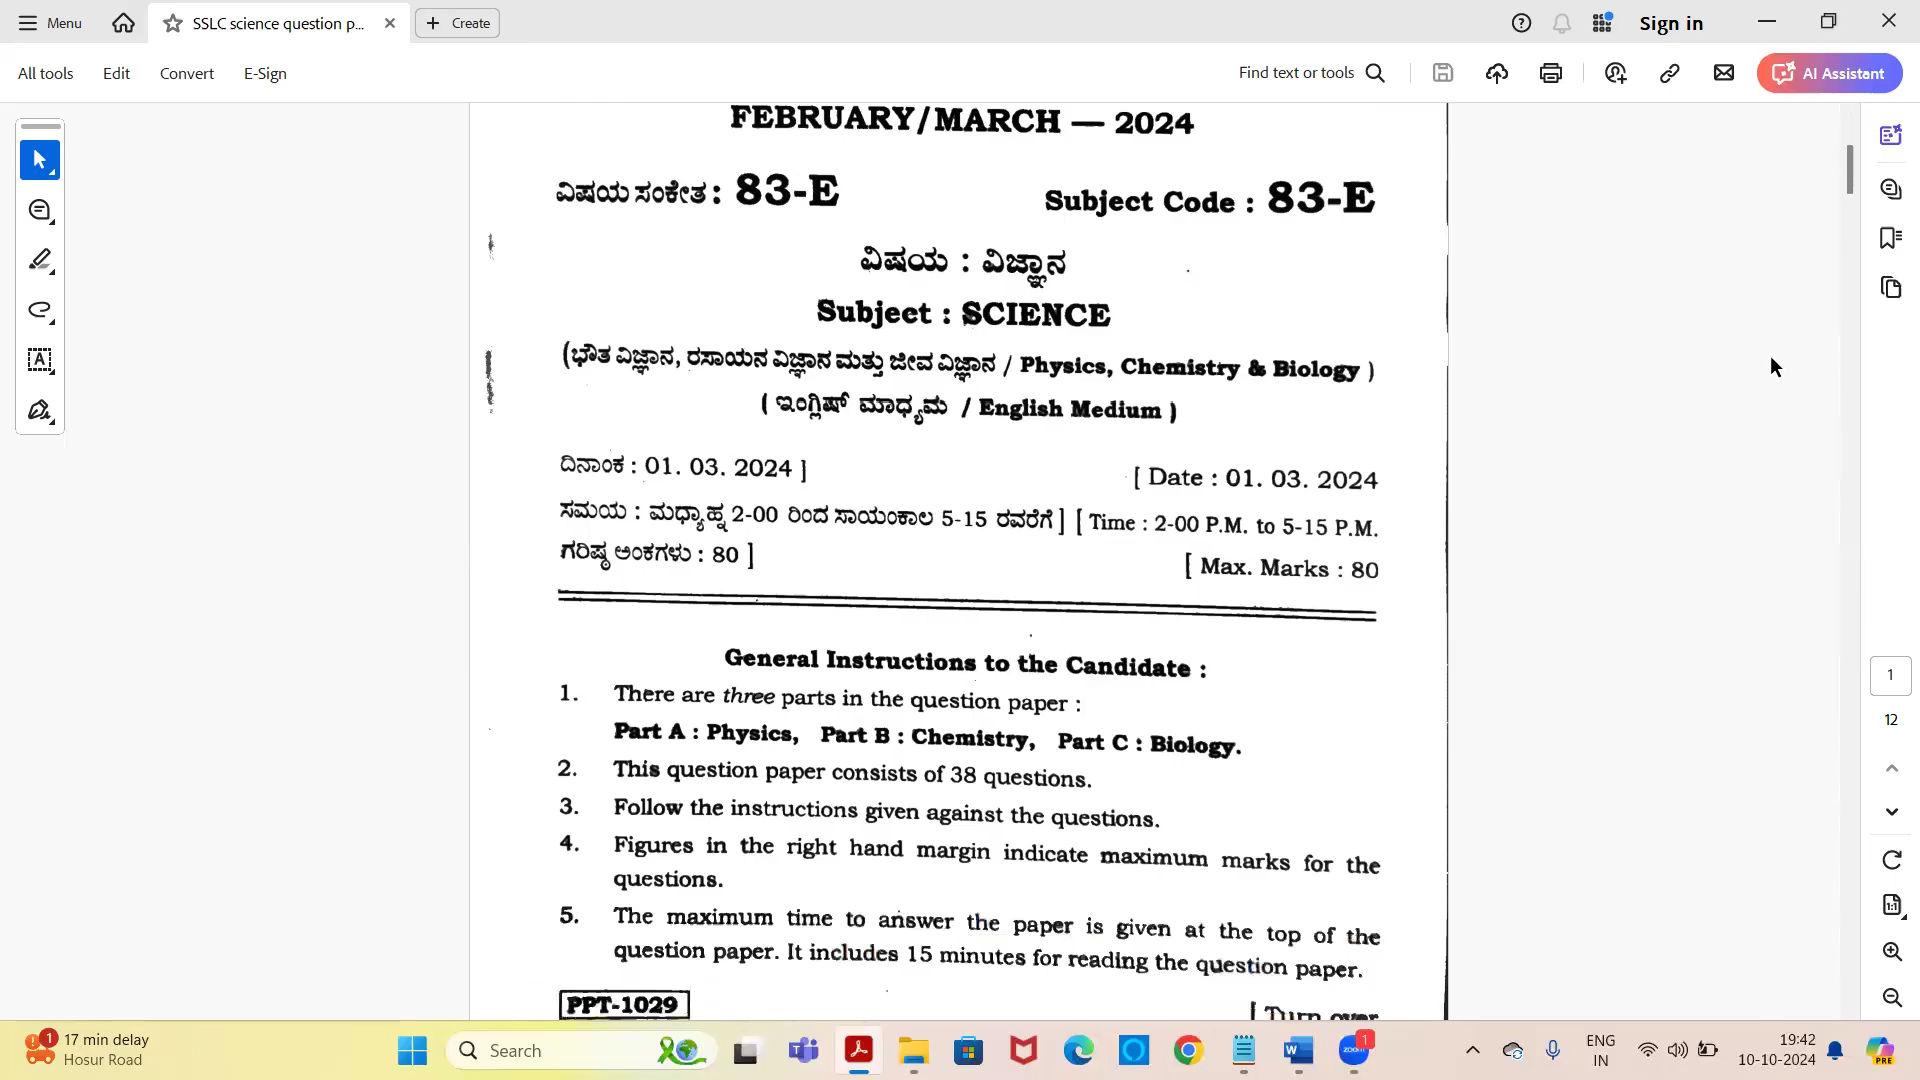 Menu
SSLC science question p...
Create
Sign in
All tools
Edit
Convert
E-Sign
Find text or tools
AI Assistant
FEBRUARY/MARCH — 2024
ವಿಷಯ ಸಂಕೇತ : 83-E
Subject Code : 83-E
ವಿಷಯ : ವಿಜ್ಞಾನ
Subject : SCIENCE
(ಭೌತ ವಿಜ್ಞಾನ, ರಸಾಯನ ವಿಜ್ಞಾನ ಮತ್ತು ಜೀವ ವಿಜ್ಞಾನ / Physics, Chemistry & Biology )
( ಇಂಗ್ಲಿಷ್ ಮಾಧ್ಯಮ / English Medium )
ದಿನಾಂಕ : 01. 03. 2024 ]
[ Date : 01. 03. 2024
ಸಮಯ : ಮಧ್ಯಾಹ್ನ 2-00 ರಿಂದ ಸಾಯಂಕಾಲ 5-15 ರವರೆಗೆ ] [ Time : 2-00 P.M. to 5-15 P.M.
ಗರಿಷ್ಠ ಅಂಕಗಳು : 80 ]
[ Max. Marks : 80
General Instructions to the Candidate :
1. There are three parts in the question paper :
Part A : Physics, Part B : Chemistry, Part C : Biology.
2. This question paper consists of 38 questions.
3. Follow the instructions given against the questions.
4. Figures in the right hand margin indicate maximum marks for the
questions.
5. The maximum time to answer the paper is given at the top of the
question paper. It includes 15 minutes for reading the question paper.
PPT-1029
[ Turn over
1
12
1
17 min delay
Hosur Road
Search
zoom
1
ENG
IN
19:42
10-10-2024
PRE